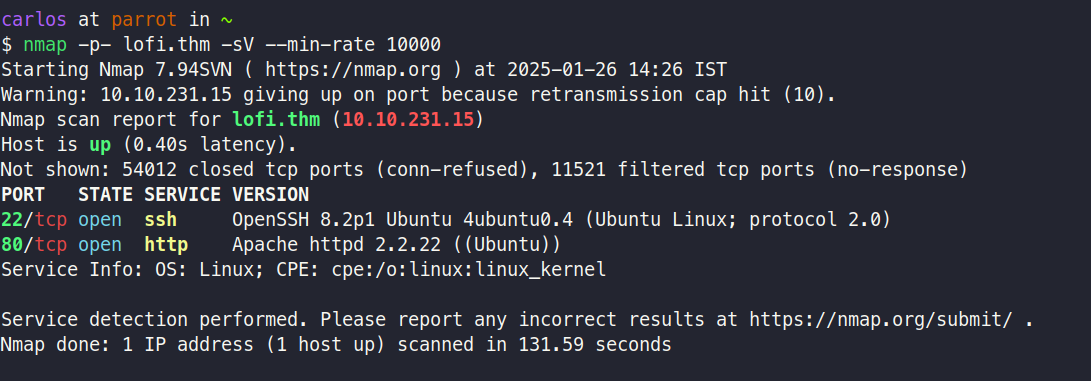 carlos at parrot in ~
$ nmap -p- lofi.thm -sV --min-rate 10000
Starting Nmap 7.94SVN ( https://nmap.org ) at 2025-01-26 14:26 IST
Warning: 10.10.231.15 giving up on port because retransmission cap hit (10).
Nmap scan report for lofi.thm (10.10.231.15)
Host is up (0.40s latency).
Not shown: 54012 closed tcp ports (conn-refused), 11521 filtered tcp ports (no-response)
PORT   STATE SERVICE VERSION
22/tcp open  ssh     OpenSSH 8.2p1 Ubuntu 4ubuntu0.4 (Ubuntu Linux; protocol 2.0)
80/tcp open  http    Apache httpd 2.2.22 ((Ubuntu))
Service Info: OS: Linux; CPE: cpe:/o:linux:linux_kernel
Service detection performed. Please report any incorrect results at https://nmap.org/submit/ .
Nmap done: 1 IP address (1 host up) scanned in 131.59 seconds